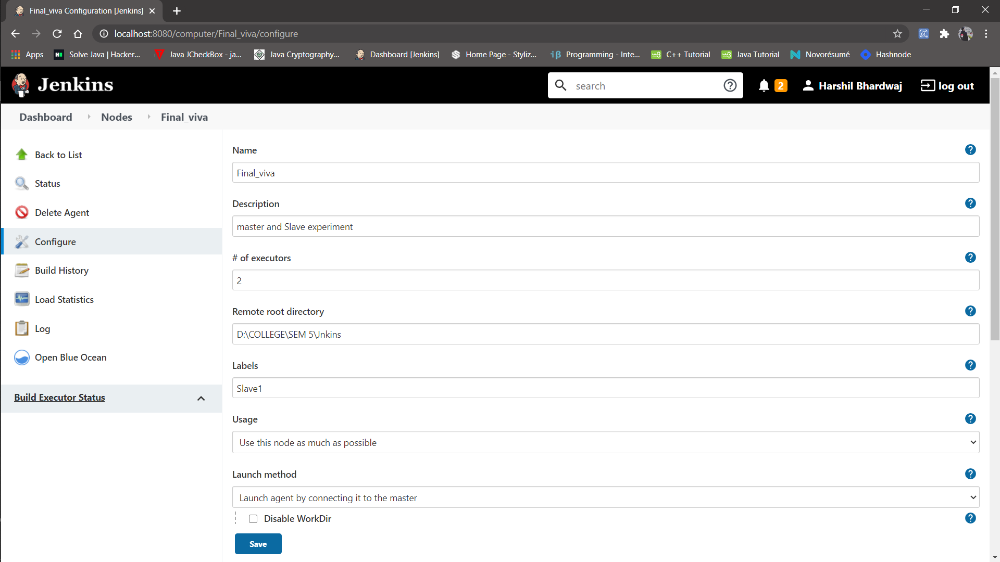 Final_viva Configuration [Jenkins]
localhost:8080/computer/Final_viva/configure
Apps Solve Java | Hacker... Java JCheckBox - ja... Java Cryptography... Dashboard [Jenkins] Home Page - Styliz... Programming - Inte... C++ Tutorial Java Tutorial Novorésumé Hashnode
Jenkins search 2 Harshil Bhardwaj log out
Dashboard Nodes Final_viva
Back to List
Status
Delete Agent
Configure
Build History
Load Statistics
Log
Open Blue Ocean
Build Executor Status
Name
Final_viva
Description
master and Slave experiment
# of executors
2
Remote root directory
D:\COLLEGE\SEM 5\Jnkins
Labels
Slave1
Usage
Use this node as much as possible
Launch method
Launch agent by connecting it to the master
Disable WorkDir
Save